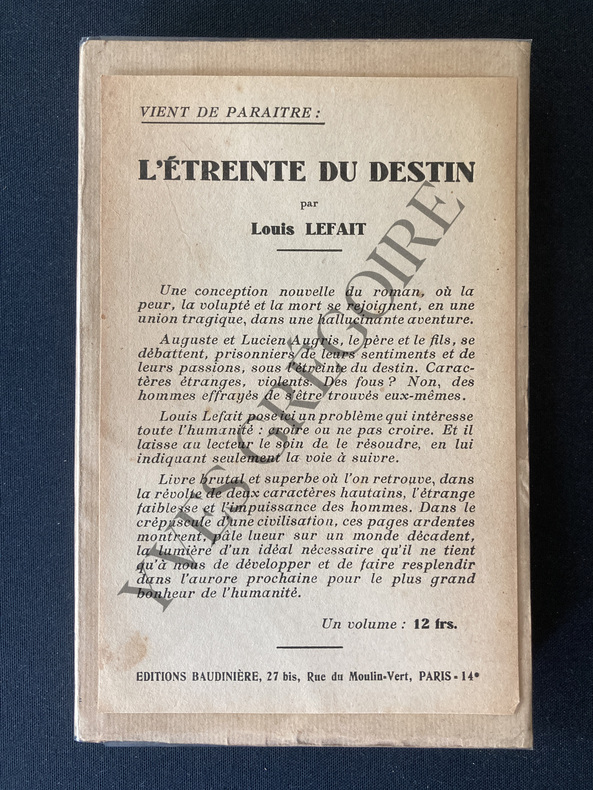 VIENT DE PARAITRE :
L'ÉTREINTE DU DESTIN
par
Louis LEFAIT
Une conception nouvelle du roman, où la
peur, la volupté et la mort se rejoignent, en une
union tragique, dans une hallucinante aventure.
Auguste et Lucien Augris, le père et le fils, se
débattent, prisonniers de leurs sentiments et de
leurs passions, sous l'étreinte du destin. Carac-
tères étranges, violents. Des fous ? Non, des
hommes effrayés de s'être trouvés eux-mêmes.
Louis Lefait pose ici un problème qui intéresse
toute l'humanité : croire ou ne pas croire. Et il
laisse au lecteur le soin de le résoudre, en lui
indiquant seulement la voie à suivre.
Livre brutal et superbe où l'on retrouve, dans
la révolte de deux caractères hautains, l'étrange
faiblesse et l'impuissance des hommes. Dans le
crépuscule d'une civilisation, ces pages ardentes
montrent, pâle lueur sur un monde décadent,
la lumière d'un idéal nécessaire qu'il ne tient
qu'à nous de développer et de faire resplendir
dans l'aurore prochaine pour le plus grand
bonheur de l'humanité.
Un volume : 12 frs.
EDITIONS BAUDINIÈRE, 27 bis, Rue du Moulin-Vert, PARIS - 14e
YVES GRÉGOIRE